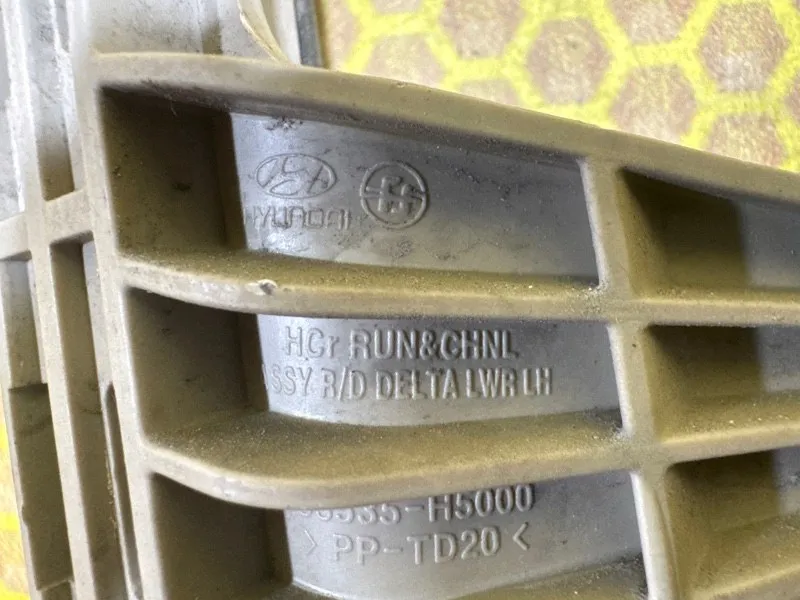 HYUNDAI
HCr RUN&CHNL
ASSY R/D DELTA LWR LH
-H5000
> PP-TD20 <